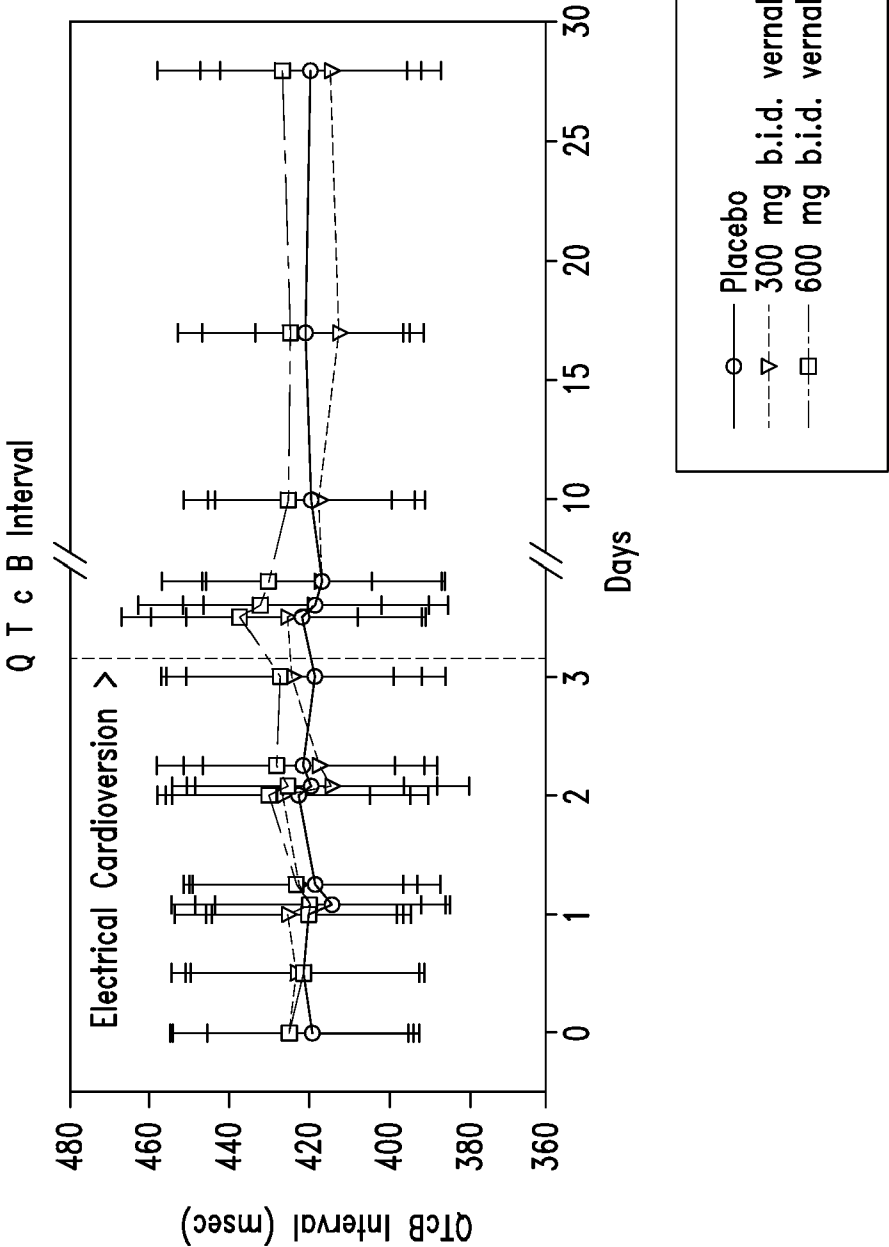 Q T c B Interval
QTcB Interval (msec)
480
460
440
420
400
380
360
Electrical Cardioversion >
0
1
2
3
10
15
20
25
30
Days
Placebo
300 mg b.i.d. vernal
600 mg b.i.d. vernal